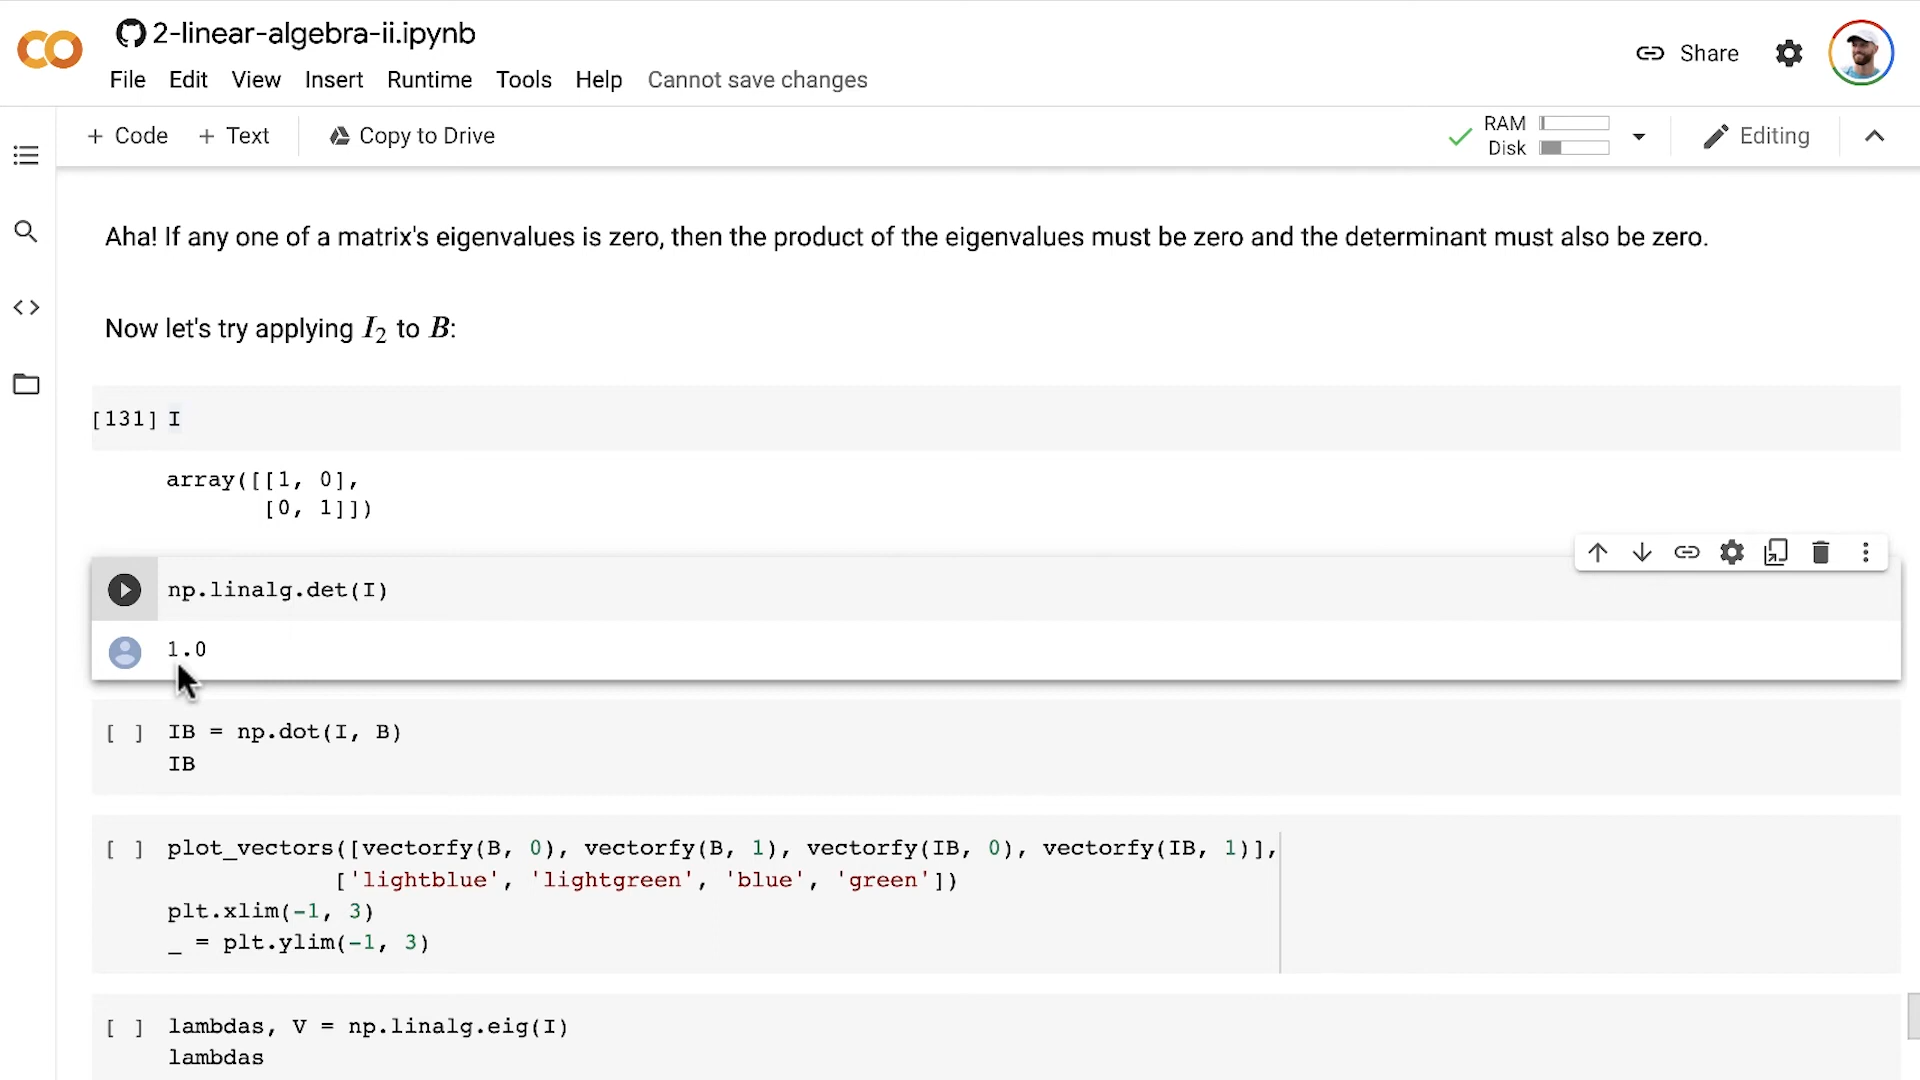 2-linear-algebra-ii.ipynb
File Edit View Insert Runtime Tools Help Cannot save changes
Share
+ Code + Text Copy to Drive
RAM
Disk
Editing
Aha! If any one of a matrix's eigenvalues is zero, then the product of the eigenvalues must be zero and the determinant must also be zero.
Now let's try applying I₂ to B:
[131] I
array([[1, 0],
[0, 1]])
np.linalg.det(I)
1.0
[ ] IB = np.dot(I, B)
IB
[ ] plot_vectors([vectorfy(B, 0), vectorfy(B, 1), vectorfy(IB, 0), vectorfy(IB, 1)],
['lightblue', 'lightgreen', 'blue', 'green'])
plt.xlim(-1, 3)
_ = plt.ylim(-1, 3)
[ ] lambdas, V = np.linalg.eig(I)
lambdas